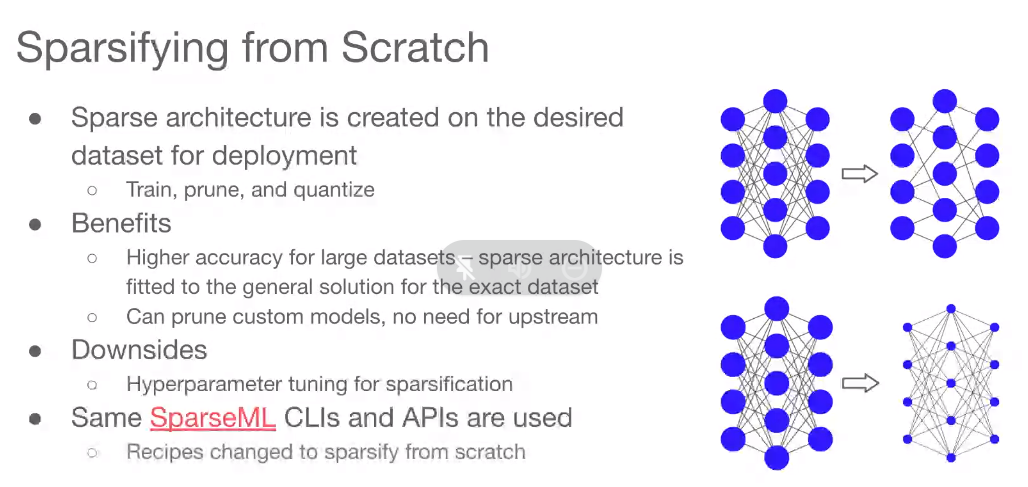 Sparsifying from Scratch
● Sparse architecture is created on the desired
dataset for deployment
○ Train, prune, and quantize
● Benefits
○ Higher accuracy for large datasets – sparse architecture is
fitted to the general solution for the exact dataset
○ Can prune custom models, no need for upstream
● Downsides
○ Hyperparameter tuning for sparsification
● Same SparseML CLIs and APIs are used
○ Recipes changed to sparsify from scratch